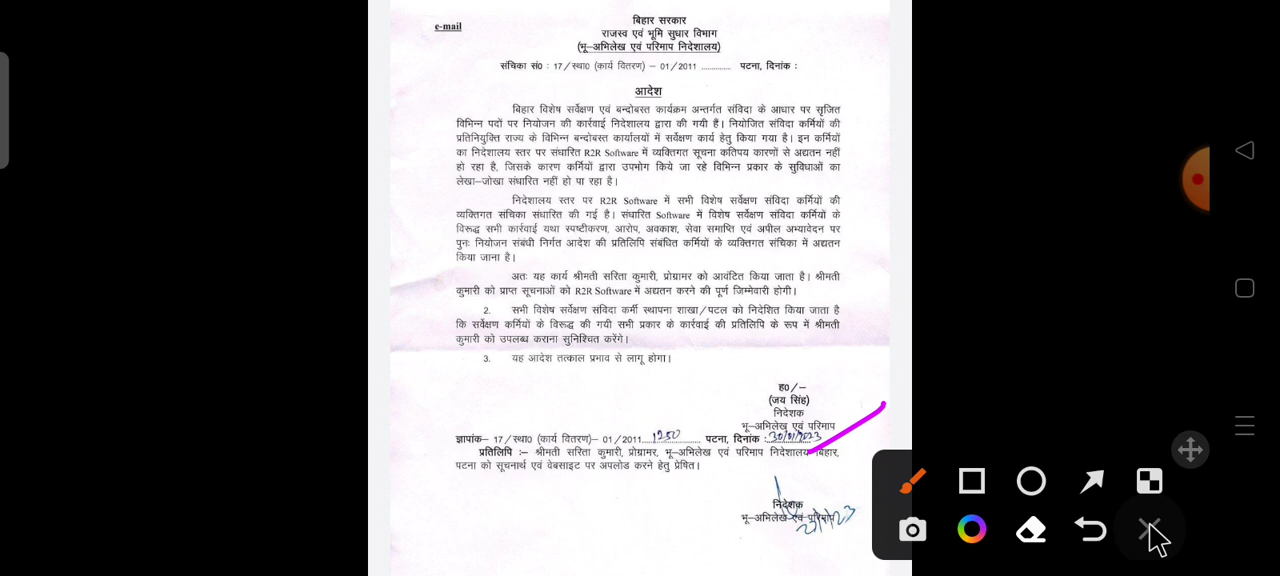 e-mail
बिहार सरकार
राजस्व एवं भूमि सुधार विभाग
(भू–अभिलेख एवं परिमाप निदेशालय)
संचिका सं0 : 17/स्था0 (कार्य वितरण) – 01/2011 .............. पटना, दिनांक :
आदेश
बिहार विशेष सर्वेक्षण एवं बन्दोबस्त कार्यक्रम अन्तर्गत संविदा के आधार पर सृजित
विभिन्न पदों पर नियोजन की कार्रवाई निदेशालय द्वारा की गयी हैं। नियोजित संविदा कर्मियों की
प्रतिनियुक्ति राज्य के विभिन्न बन्दोबस्त कार्यालयों में सर्वेक्षण कार्य हेतु किया गया है। इन कर्मियों
का निदेशालय स्तर पर संधारित R2R Software में व्यक्तिगत सूचना कतिपय कारणों से अद्यतन नहीं
हो रहा है, जिसके कारण कर्मियों द्वारा उपभोग किये जा रहे विभिन्न प्रकार के सुविधाओं का
लेखा–जोखा संधारित नहीं हो पा रहा है।
निदेशालय स्तर पर R2R Software में सभी विशेष सर्वेक्षण संविदा कर्मियों की
व्यक्तिगत संचिका संधारित की गई है। संधारित Software में विशेष सर्वेक्षण संविदा कर्मियों के
विरूद्ध सभी कार्रवाई यथा स्पष्टीकरण, आरोप, अवकाश, सेवा समाप्ति एवं अपील अभ्यावेदन पर
पुनः नियोजन संबंधी निर्गत आदेश की प्रतिलिपि संबंधित कर्मियों के व्यक्तिगत संचिका में अद्यतन
किया जाना है।
अतः यह कार्य श्रीमती सरिता कुमारी, प्रोग्रामर को आवंटित किया जाता है। श्रीमती
कुमारी को प्राप्त सूचनाओं को R2R Software में अद्यतन करने की पूर्ण जिम्मेवारी होगी।
2. सभी विशेष सर्वेक्षण संविदा कर्मी स्थापना शाखा/पटल को निदेशित किया जाता है
कि सर्वेक्षण कर्मियों के विरूद्ध की गयी सभी प्रकार के कार्रवाई की प्रतिलिपि के रूप में श्रीमती
कुमारी को उपलब्ध कराना सुनिश्चित करेंगे।
3. यह आदेश तत्काल प्रभाव से लागू होगा।
ह0/–
(जय सिंह)
निदेशक
भू–अभिलेख एवं परिमाप
ज्ञापांक– 17/स्था0 (कार्य वितरण)– 01/2011....1250.......... पटना, दिनांक :30/01/2023
प्रतिलिपि :– श्रीमती सरिता कुमारी, प्रोग्रामर, भू–अभिलेख एवं परिमाप निदेशालय बिहार,
पटना को सूचनार्थ एवं वेबसाइट पर अपलोड करने हेतु प्रेषित।
निदेशक
भू–अभिलेख एवं परिमाप